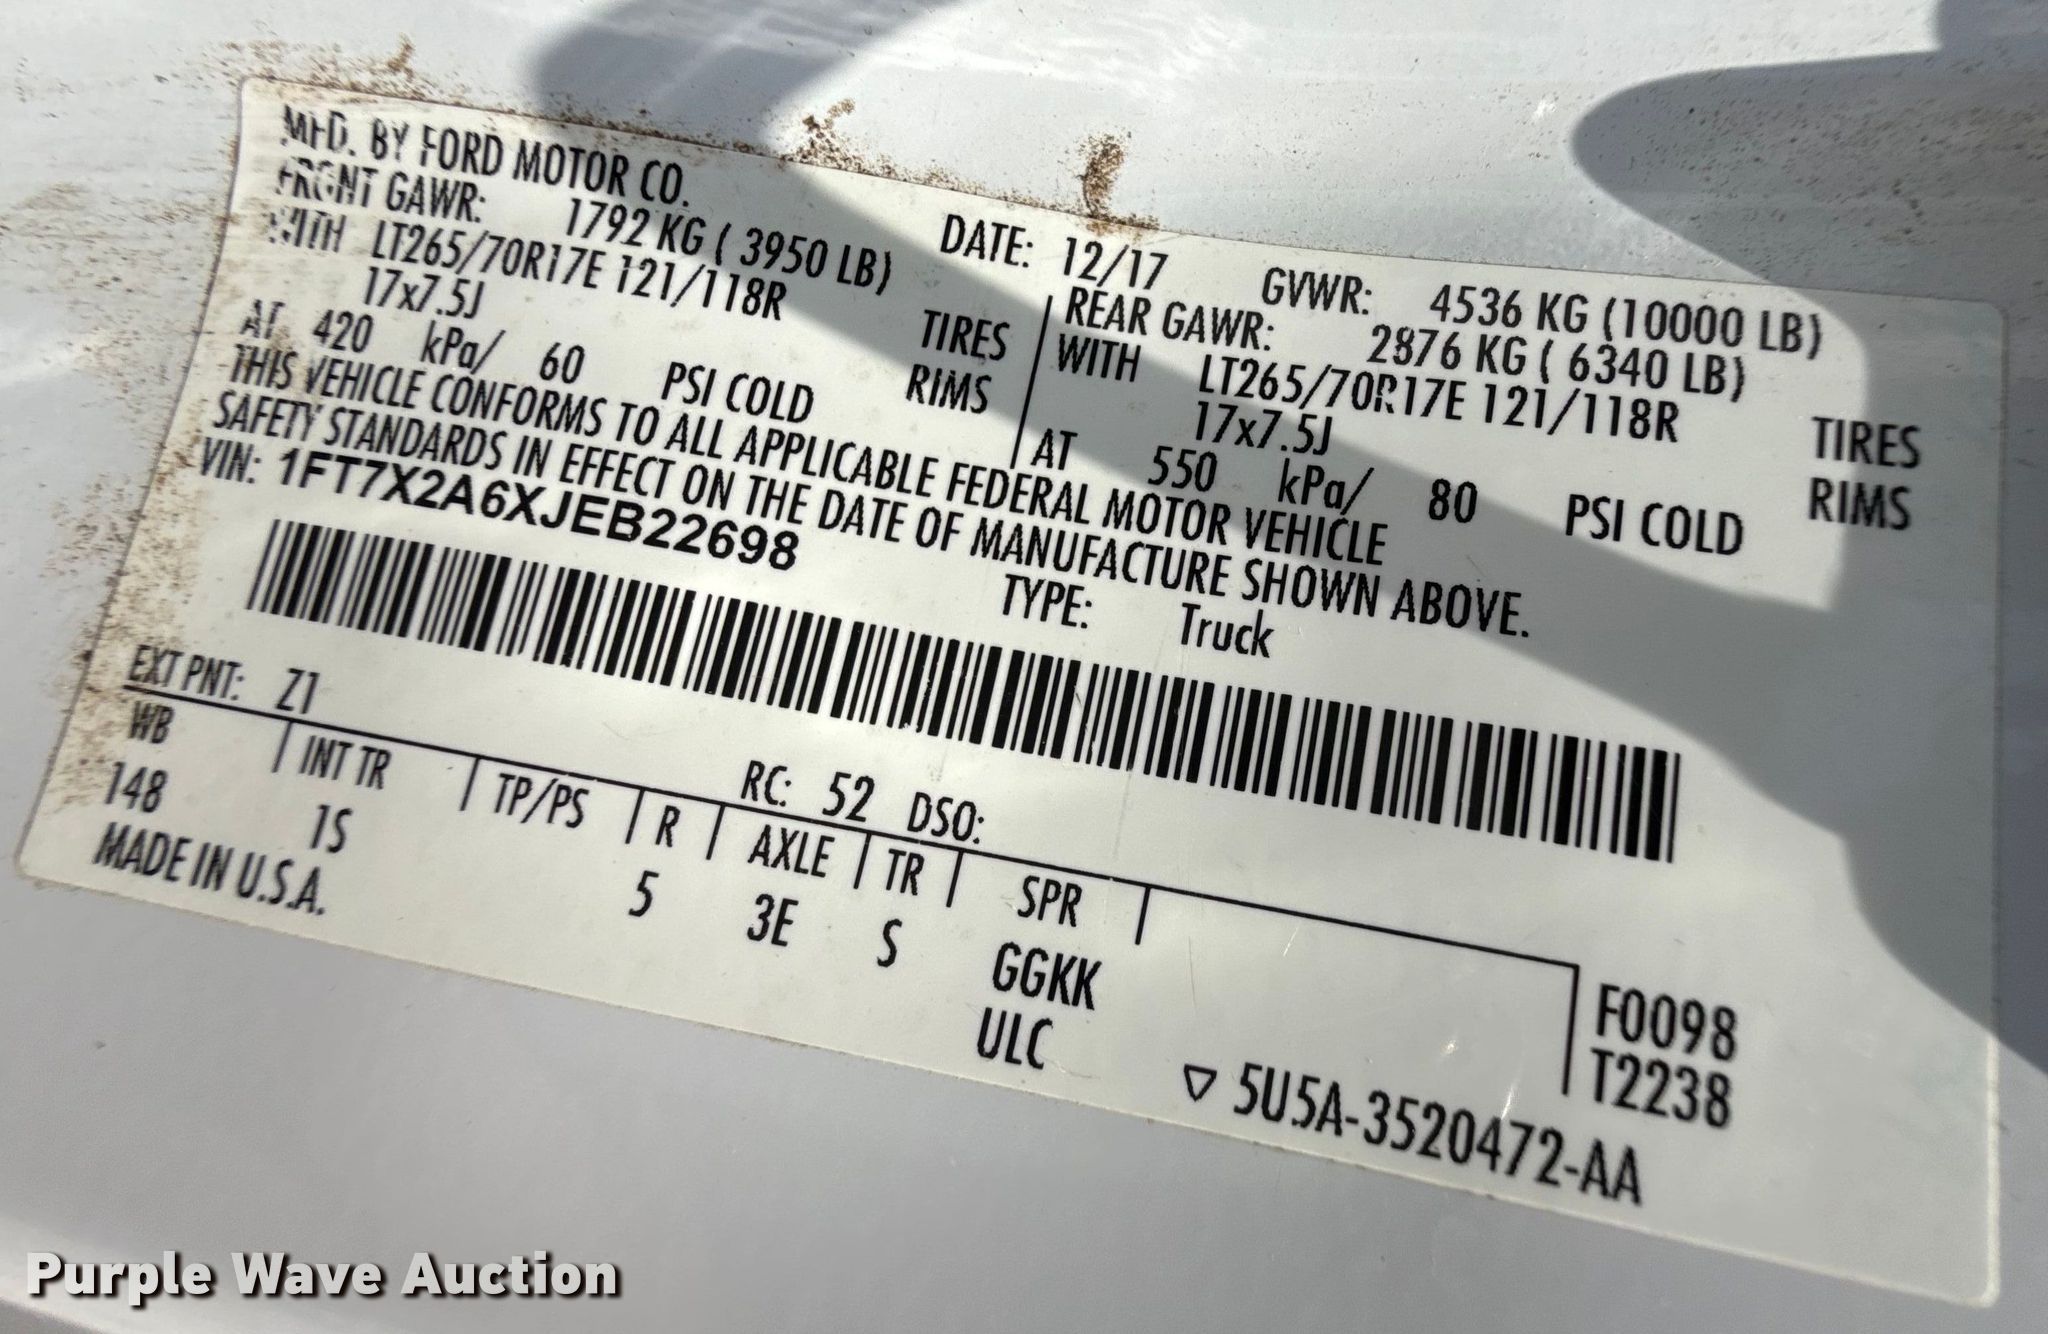 MFD. BY FORD MOTOR CO.
DATE: 12/17 GVWR: 4536 KG (10000 LB)
FRONT GAWR: 1792 KG ( 3950 LB) REAR GAWR: 2876 KG ( 6340 LB)
WITH LT265/70R17E 121/118R TIRES WITH LT265/70R17E 121/118R TIRES
17x7.5J RIMS 17x7.5J RIMS
AT 420 kPa/ 60 PSI COLD AT 550 kPa/ 80 PSI COLD
THIS VEHICLE CONFORMS TO ALL APPLICABLE FEDERAL MOTOR VEHICLE
SAFETY STANDARDS IN EFFECT ON THE DATE OF MANUFACTURE SHOWN ABOVE.
VIN: 1FT7X2A6XJEB22698 TYPE: Truck
EXT PNT: Z1 RC: 52 DSO:
WB INT TR TP/PS R AXLE TR SPR
148 1S 5 3E S GGKK F0098
MADE IN U.S.A. ULC T2238
▽ 5U5A-3520472-AA
Purple Wave Auction